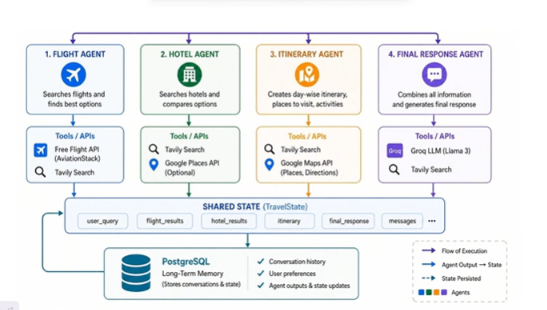 1. FLIGHT AGENT
Searches flights and
finds best options
Tools / APIs
Free Flight API
(AviationStack)
Tavily Search
2. HOTEL AGENT
Searches hotels and
compares options
Tools / APIs
Tavily Search
Google Places API
(Optional)
3. ITINERARY AGENT
Creates day-wise itinerary,
places to visit, activities
Tools / APIs
Tavily Search
Google Maps API
(Places, Directions)
4. FINAL RESPONSE AGENT
Combines all information
and generates final response
Tools / APIs
Groq
Groq LLM (Llama 3)
Tavily Search
SHARED STATE (TravelState)
user_query
flight_results
hotel_results
itinerary
final_response
messages
...
PostgreSQL
Long-Term Memory
(Stores conversations & state)
✓ Conversation history
✓ User preferences
✓ Agent outputs & state updates
Flow of Execution
Agent Output → State
State Persisted
Agents